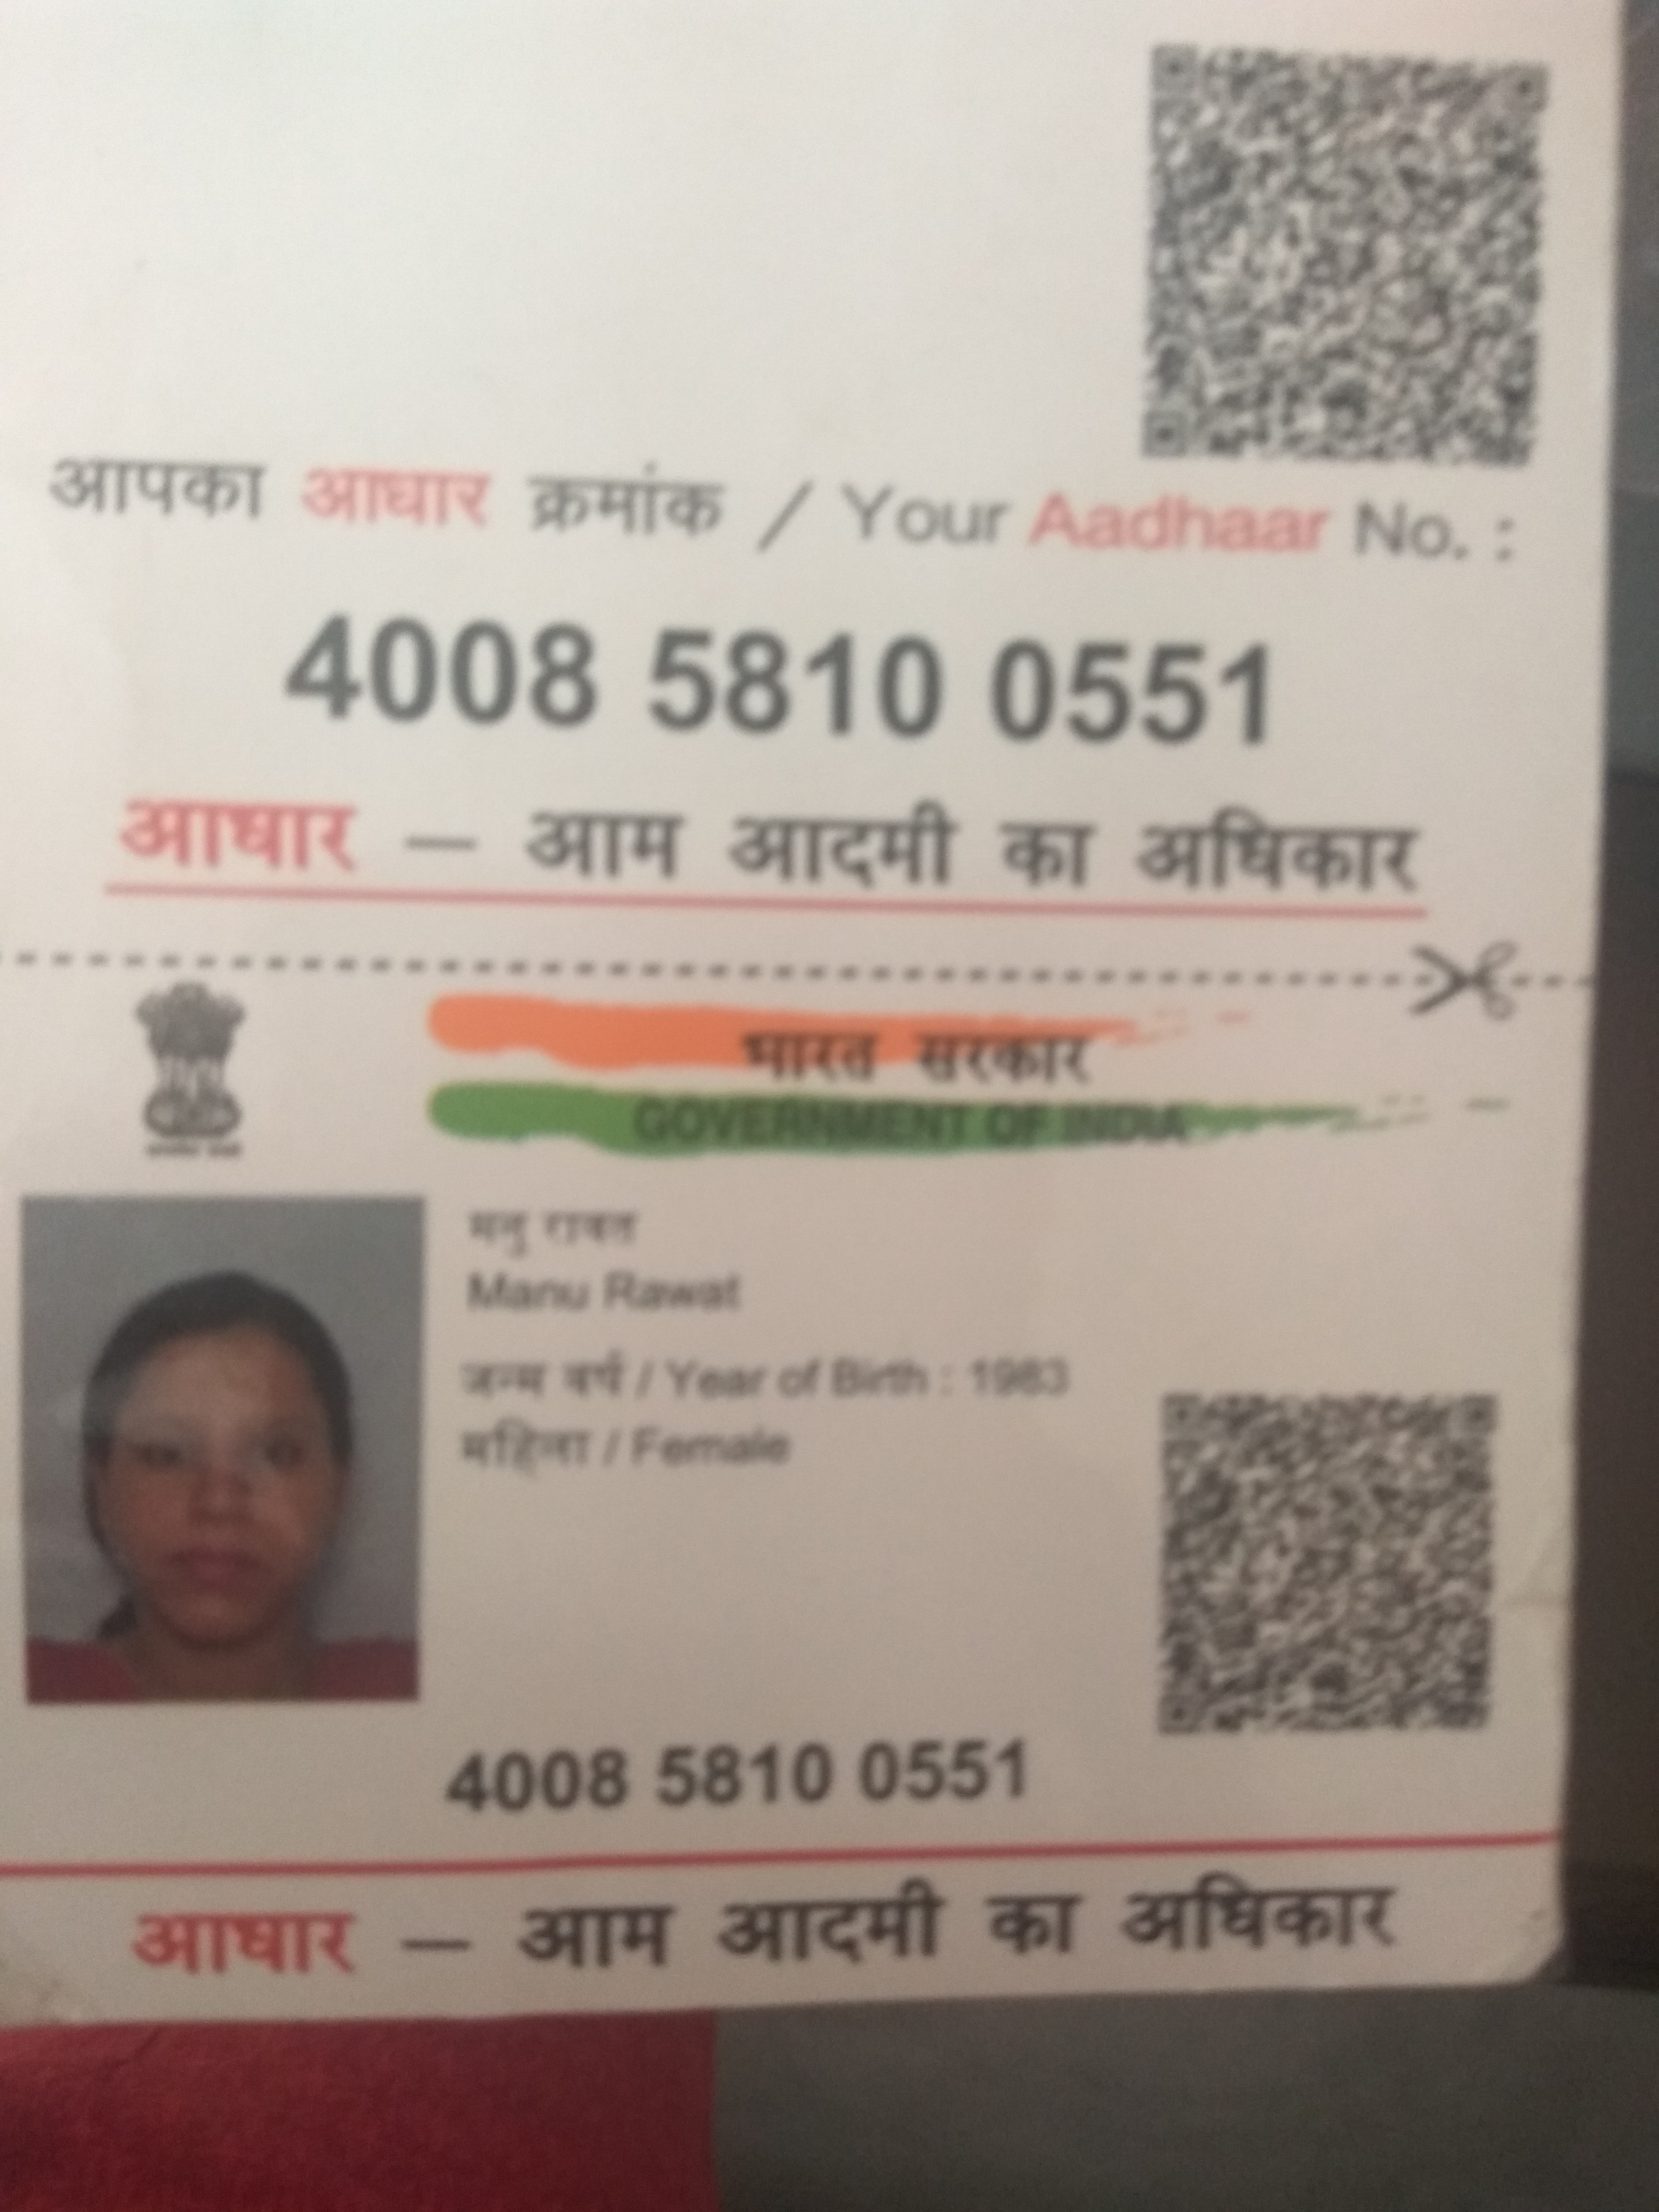 आपका आधार क्रमांक / Your Aadhaar No. :
4008 5810 0551
आधार — आम आदमी का अधिकार
भारत सरकार
GOVERNMENT OF INDIA
मनु रावत
Manu Rawat
जन्म वर्ष / Year of Birth : 1983
महिला / Female
4008 5810 0551
आधार — आम आदमी का अधिकार